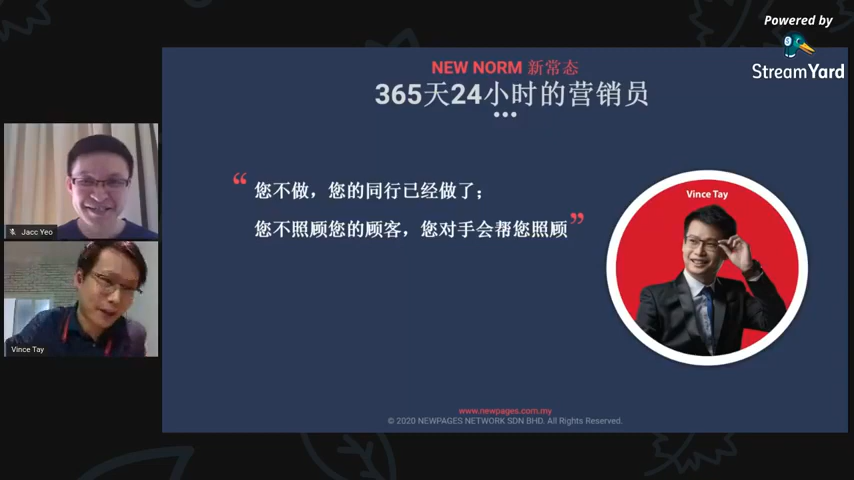 Powered by
StreamYard
NEW NORM 新常态
365天24小时的营销员
“ 您不做，您的同行已经做了；
您不照顾您的顾客，您对手会帮您照顾 ”
Vince Tay
Jacc Yeo
Vince Tay
www.newpages.com.my
© 2020 NEWPAGES NETWORK SDN BHD. All Rights Reserved.